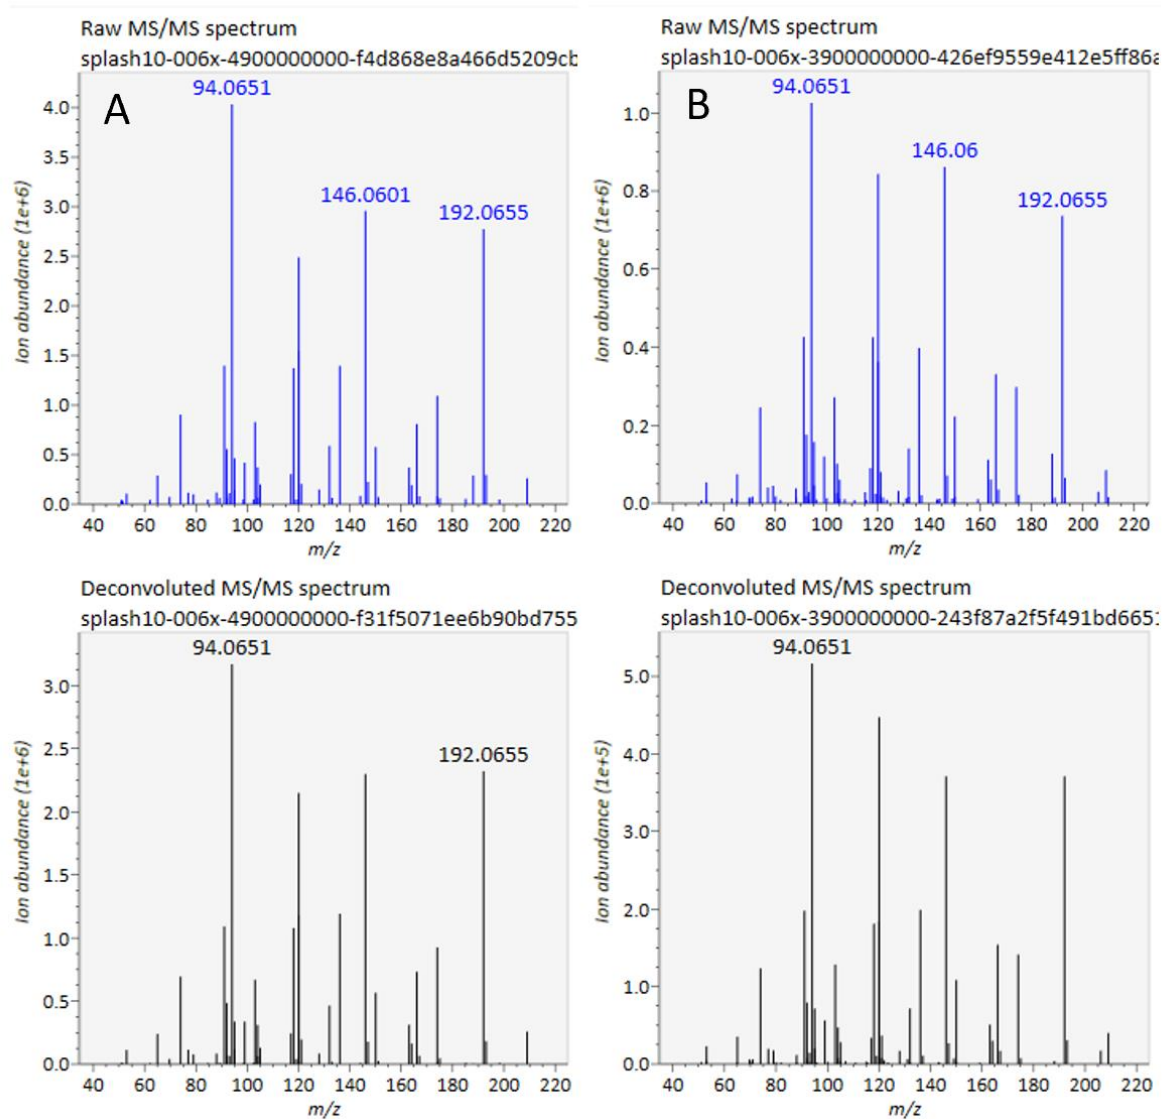 Raw MS/MS spectrum
splash10-006x-4900000000-f4d868e8a466d5209cb
A
94.0651
146.0601
192.0655
4.0
3.5
3.0
2.5
2.0
1.5
1.0
0.5
0.0
Ion abundance (1e+6)
40 60 80 100 120 140 160 180 200 220
m/z
Raw MS/MS spectrum
splash10-006x-3900000000-426ef9559e412e5ff86a
B
94.0651
146.06
192.0655
1.0
0.8
0.6
0.4
0.2
0.0
Ion abundance (1e+6)
40 60 80 100 120 140 160 180 200 220
m/z
Deconvoluted MS/MS spectrum
splash10-006x-4900000000-f31f5071ee6b90bd755
94.0651
192.0655
3.0
2.5
2.0
1.5
1.0
0.5
0.0
Ion abundance (1e+6)
40 60 80 100 120 140 160 180 200 220
m/z
Deconvoluted MS/MS spectrum
splash10-006x-3900000000-243f87a2f5f491bd6651
94.0651
5.0
4.0
3.0
2.0
1.0
0.0
Ion abundance (1e+5)
40 60 80 100 120 140 160 180 200 220
m/z